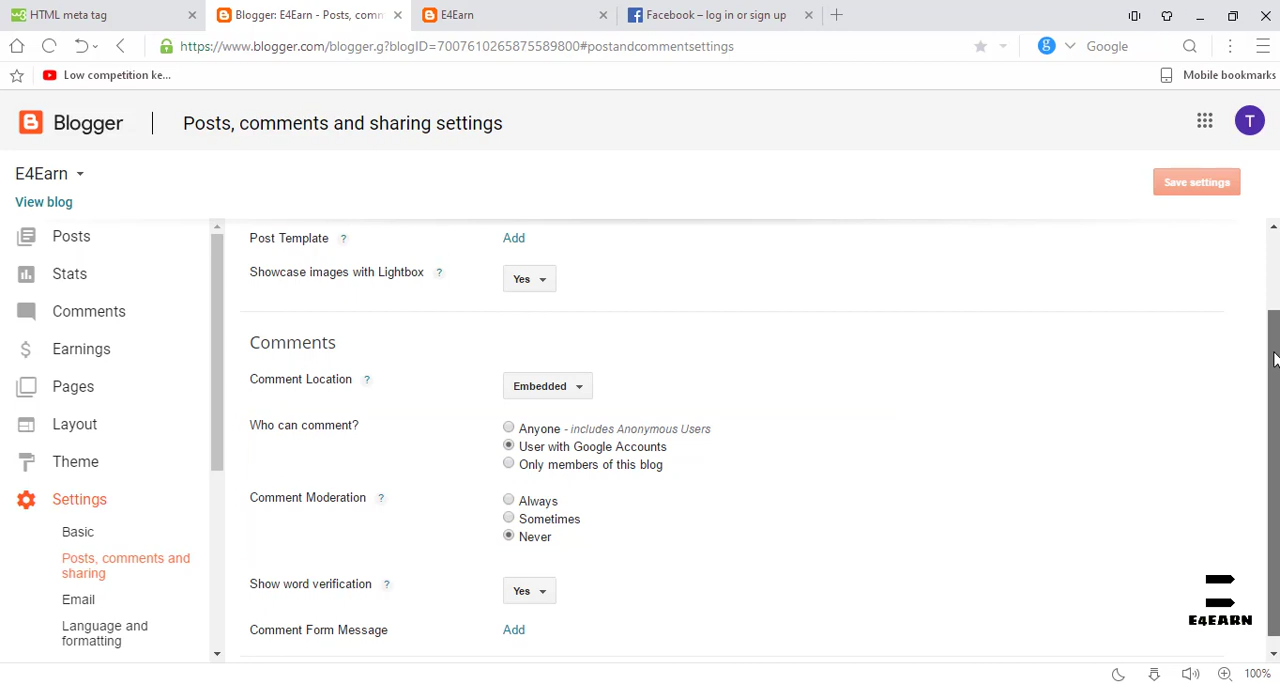 HTML meta tag
Blogger: E4Earn - Posts, comm
E4Earn
Facebook – log in or sign up
https://www.blogger.com/blogger.g?blogID=7007610265875589800#postandcommentsettings
g
Google
Low competition ke...
Mobile bookmarks
Blogger
Posts, comments and sharing settings
T
E4Earn
View blog
Save settings
Posts
Stats
Comments
Earnings
Pages
Layout
Theme
Settings
Basic
Posts, comments and
sharing
Email
Language and
formatting
Post Template ? Add
Showcase images with Lightbox ? Yes
Comments
Comment Location ? Embedded
Who can comment?
Anyone - includes Anonymous Users
User with Google Accounts
Only members of this blog
Comment Moderation ?
Always
Sometimes
Never
Show word verification ? Yes
Comment Form Message Add
E4EARN
100%